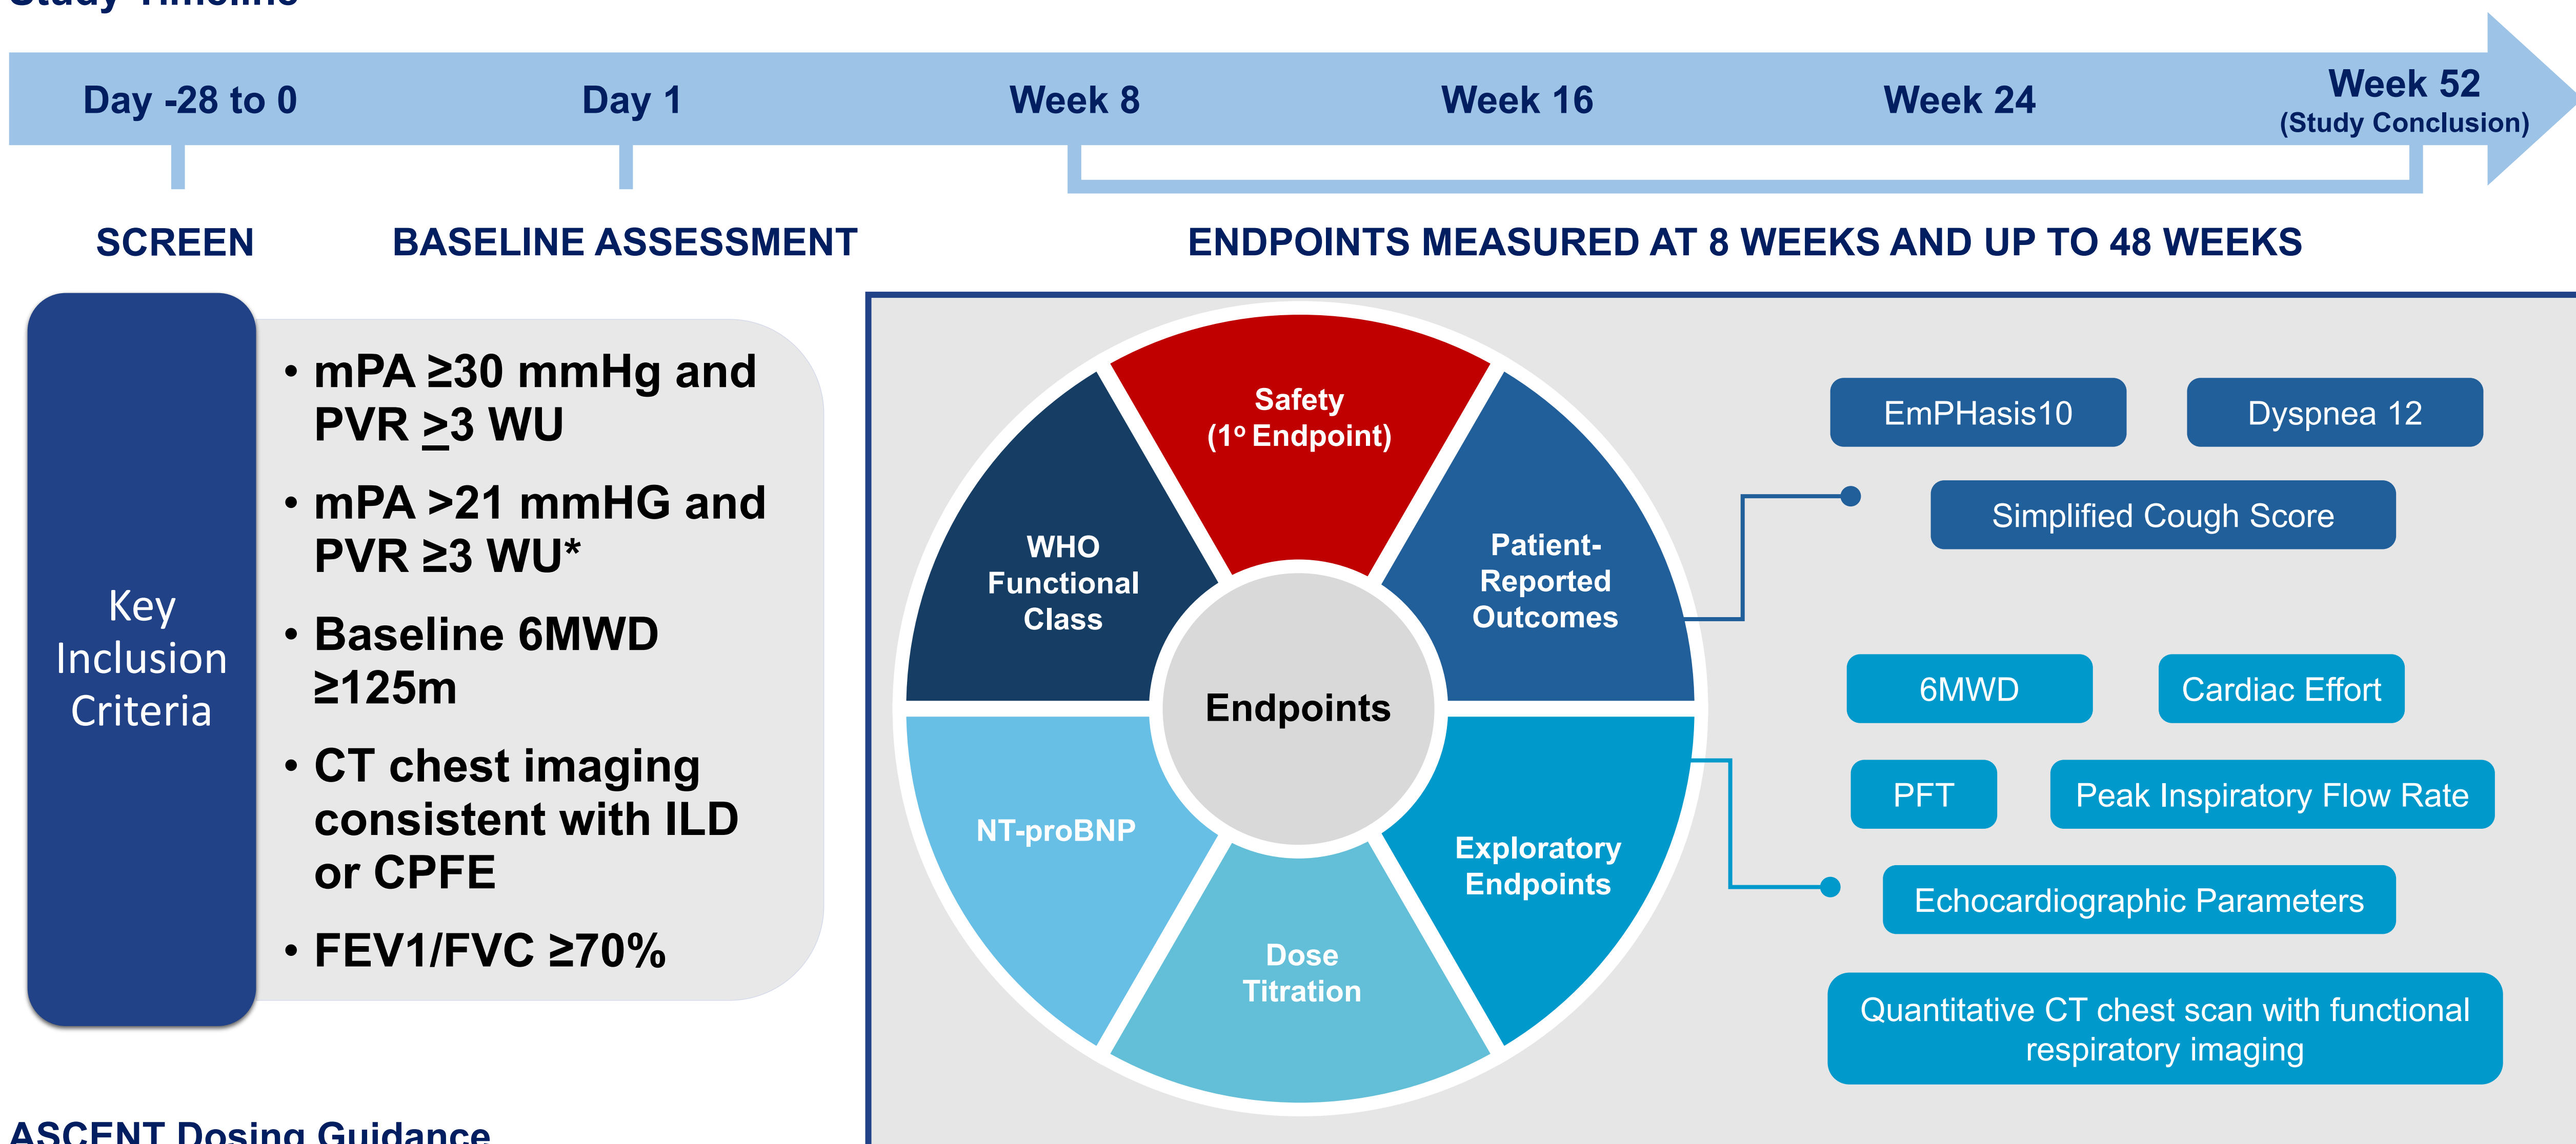 Study Timeline
Day -28 to 0
Day 1
Week 8
Week 16
Week 24
Week 52
(Study Conclusion)
SCREEN
BASELINE ASSESSMENT
ENDPOINTS MEASURED AT 8 WEEKS AND UP TO 48 WEEKS
Key
Inclusion
Criteria
• mPA ≥30 mmHg and
PVR ≥3 WU
• mPA >21 mmHG and
PVR ≥3 WU*
• Baseline 6MWD
≥125m
• CT chest imaging
consistent with ILD
or CPFE
• FEV1/FVC ≥70%
Safety
(1º Endpoint)
Patient-
Reported
Outcomes
Exploratory
Endpoints
Dose
Titration
NT-proBNP
WHO
Functional
Class
Endpoints
EmPHasis10
Dyspnea 12
Simplified Cough Score
6MWD
Cardiac Effort
PFT
Peak Inspiratory Flow Rate
Echocardiographic Parameters
Quantitative CT chest scan with functional
respiratory imaging
ASCENT Dosing Guidance